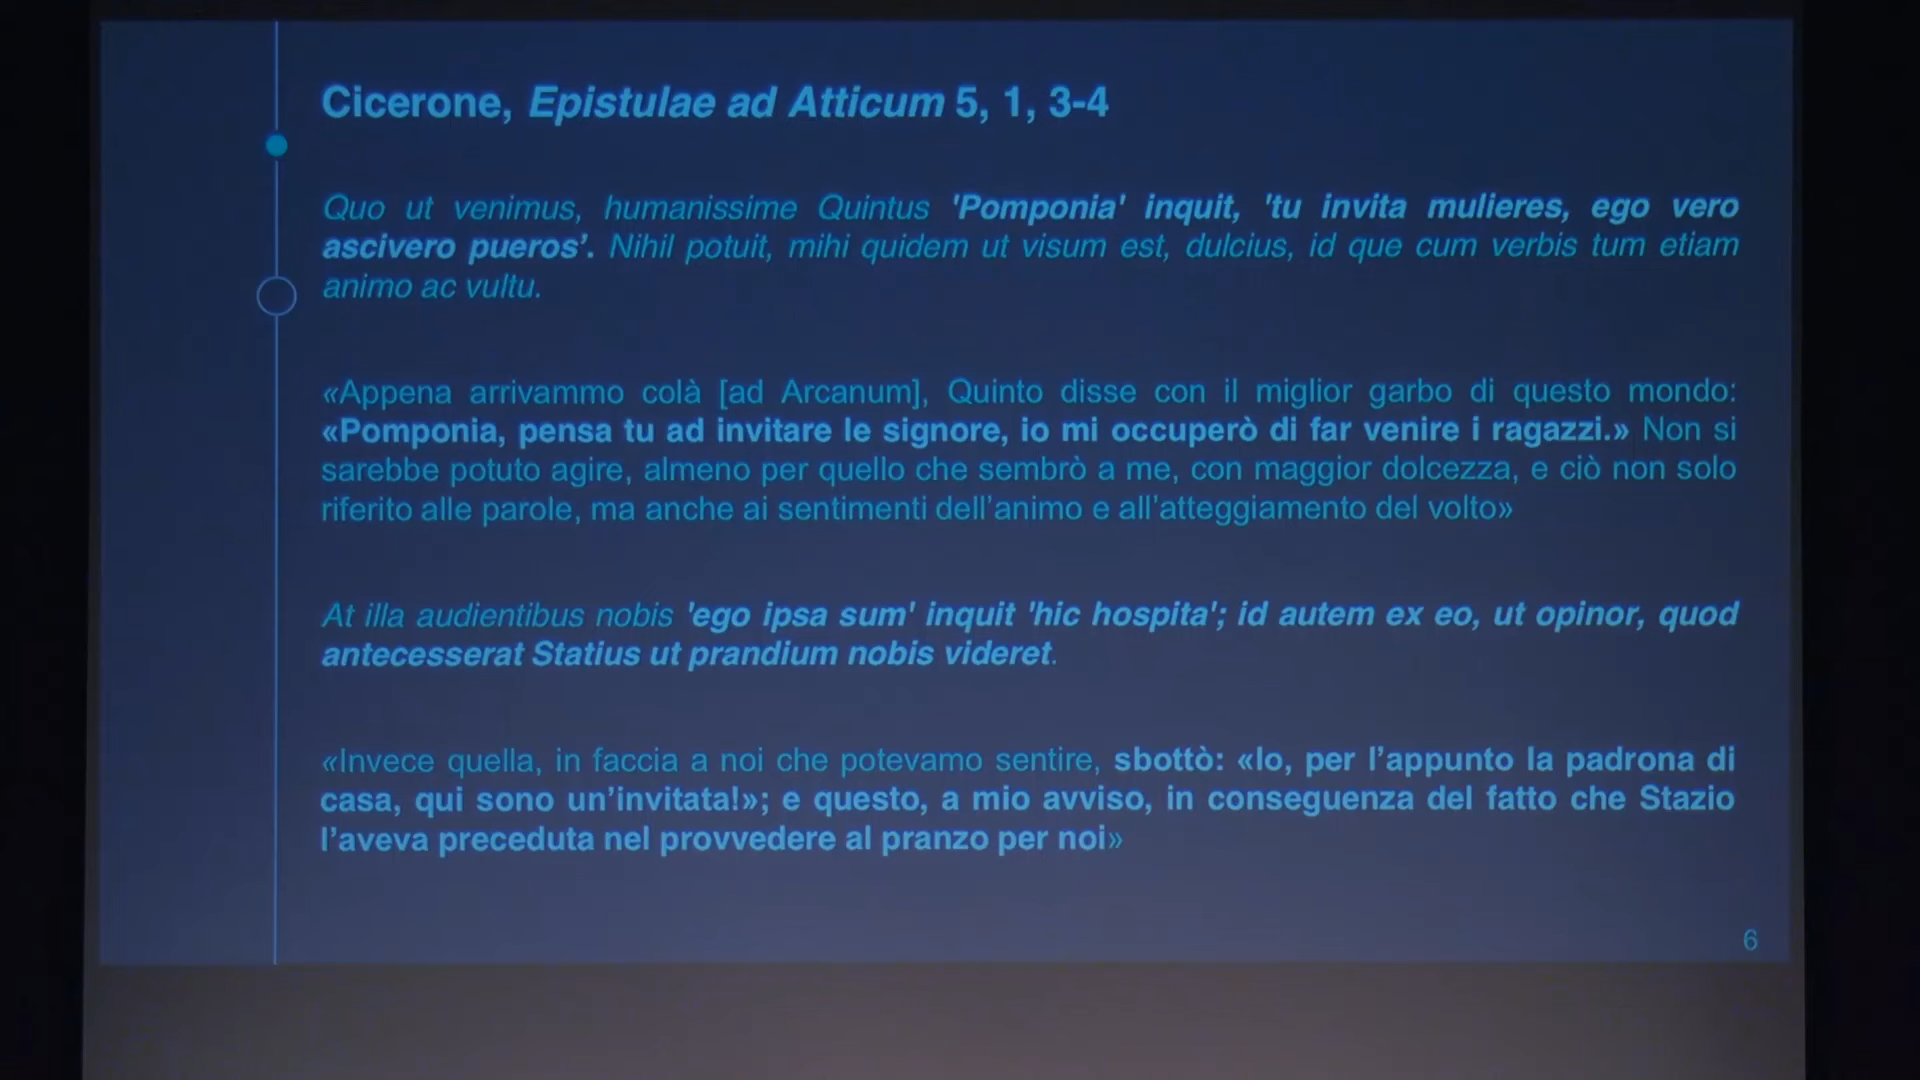 Cicerone, Epistulae ad Atticum 5, 1, 3-4
Quo ut venimus, humanissime Quintus 'Pomponia' inquit, 'tu invita mulieres, ego vero
ascivero pueros’. Nihil potuit, mihi quidem ut visum est, dulcius, id que cum verbis tum etiam
animo ac vultu.
«Appena arrivammo colà [ad Arcanum], Quinto disse con il miglior garbo di questo mondo:
«Pomponia, pensa tu ad invitare le signore, io mi occuperò di far venire i ragazzi.» Non si
sarebbe potuto agire, almeno per quello che sembrò a me, con maggior dolcezza, e ciò non solo
riferito alle parole, ma anche ai sentimenti dell’animo e all’atteggiamento del volto»
At illa audientibus nobis 'ego ipsa sum' inquit 'hic hospita'; id autem ex eo, ut opinor, quod
antecesserat Statius ut prandium nobis videret.
«Invece quella, in faccia a noi che potevamo sentire, sbottò: «Io, per l’appunto la padrona di
casa, qui sono un’invitata!»; e questo, a mio avviso, in conseguenza del fatto che Stazio
l’aveva preceduta nel provvedere al pranzo per noi»
6